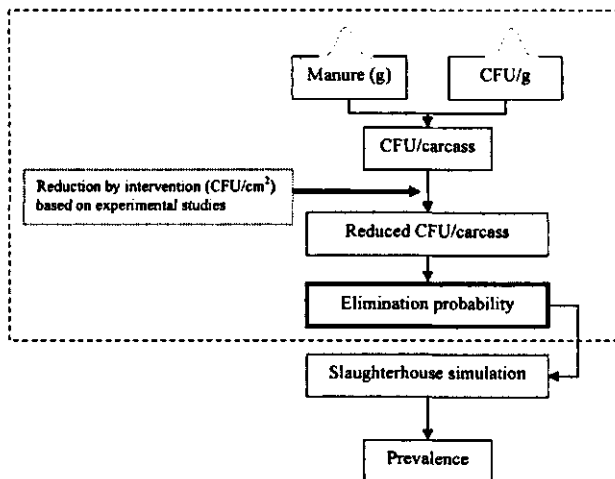 Manure (g)
CFU/g
CFU/carcass
Reduction by intervention (CFU/cm²)
based on experimental studies
Reduced CFU/carcass
Elimination probability
Slaughterhouse simulation
Prevalence